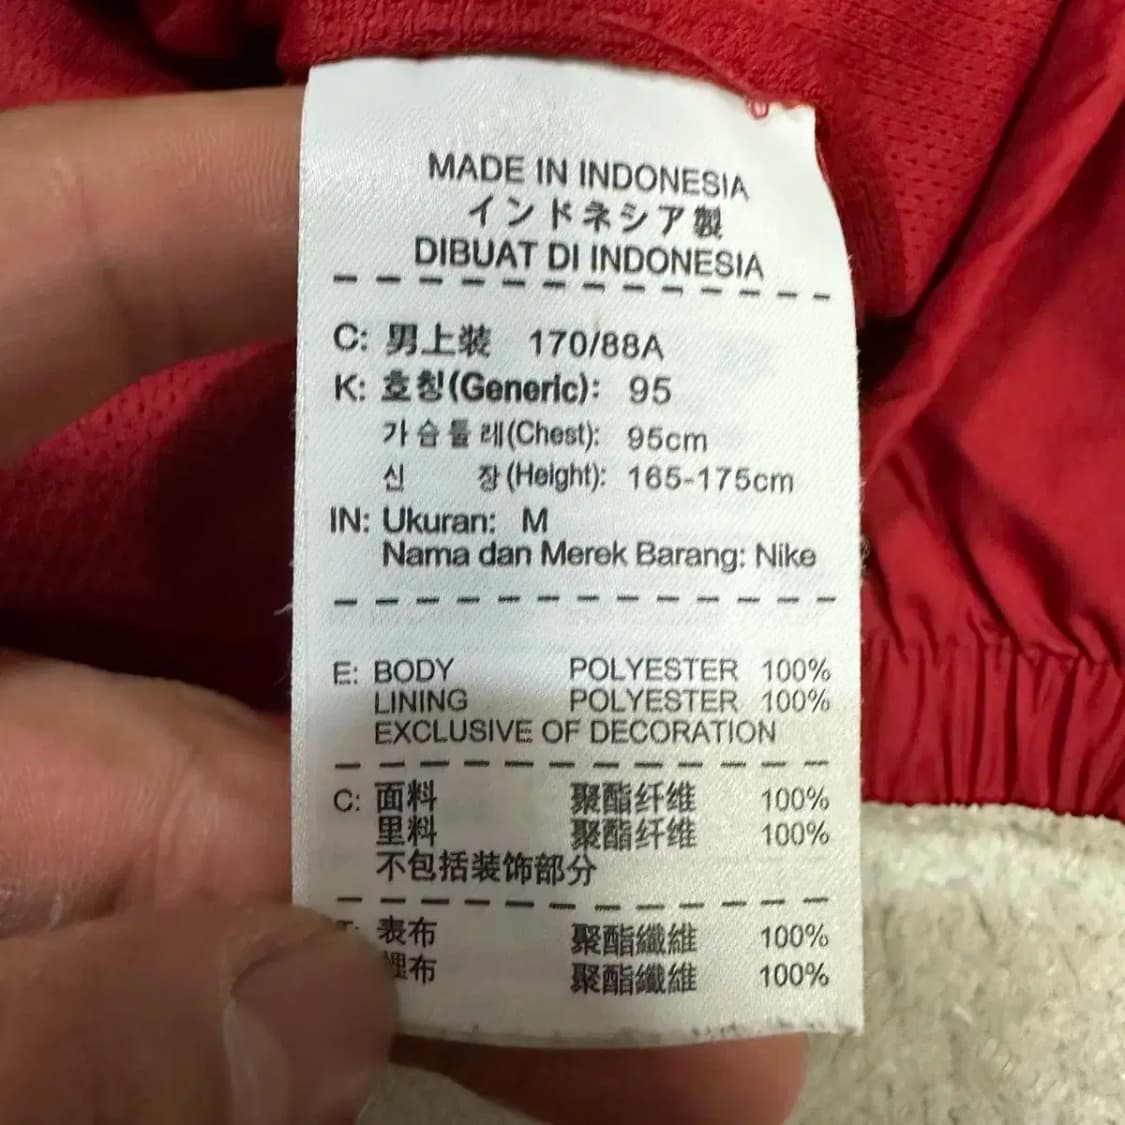 MADE IN INDONESIA
インドネシア製
DIBUAT DI INDONESIA
C: 男上裝 170/88A
K: 호칭(Generic): 95
가슴둘레(Chest): 95cm
신 장(Height): 165-175cm
IN: Ukuran: M
Nama dan Merek Barang: Nike
E: BODY POLYESTER 100%
LINING POLYESTER 100%
EXCLUSIVE OF DECORATION
C: 面料 聚酯纤维 100%
里料 聚酯纤维 100%
不包括装饰部分
表布 聚酯纖維 100%
裡布 聚酯纖維 100%